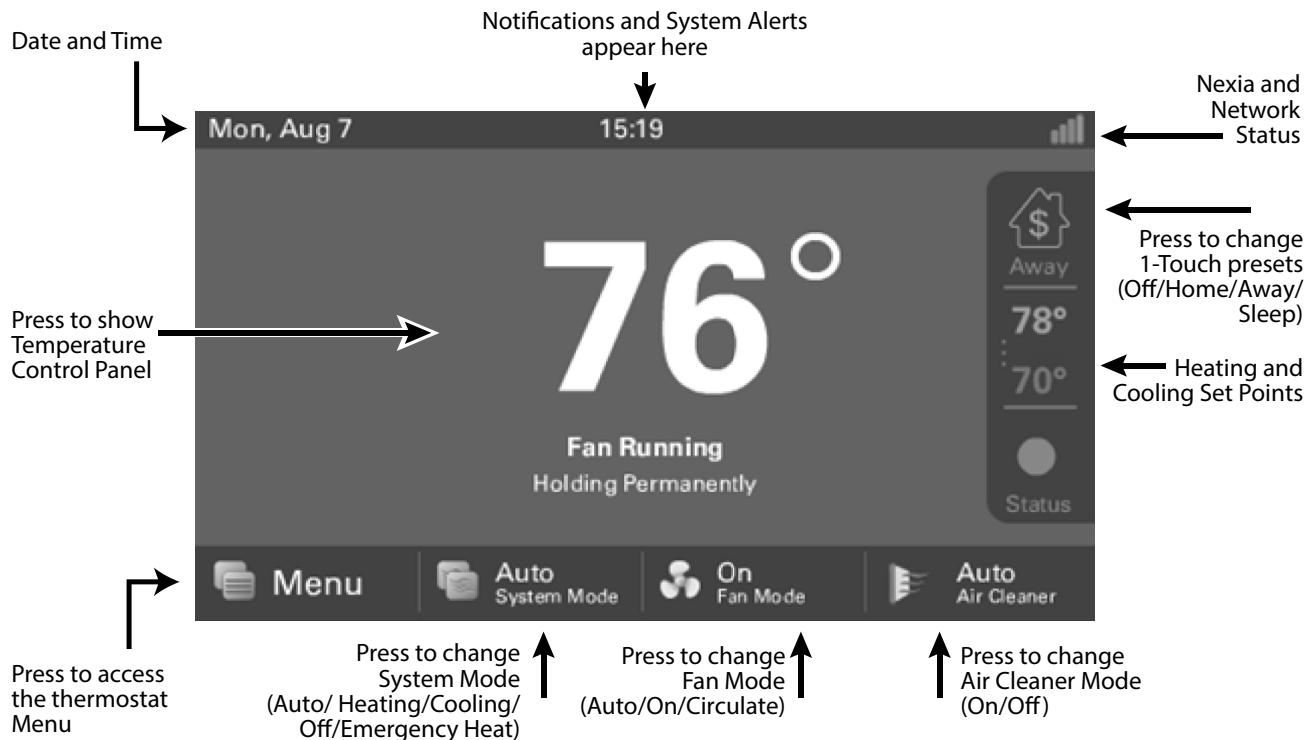 Notifications and System Alerts
appear here
Date and Time
Nexia and
Network
Status
Mon, Aug 7
15:19
$
Away
Press to change
1-Touch presets
(Off/Home/Away/
Sleep)
76°
78°
70°
Press to show
Temperature
Control Panel
Heating and
Cooling Set Points
Fan Running
Holding Permanently
Status
Menu
Auto
System Mode
On
Fan Mode
Auto
Air Cleaner
Press to access
the thermostat
Menu
Press to change
System Mode
(Auto/ Heating/Cooling/
Off/Emergency Heat)
Press to change
Fan Mode
(Auto/On/Circulate)
Press to change
Air Cleaner Mode
(On/Off)